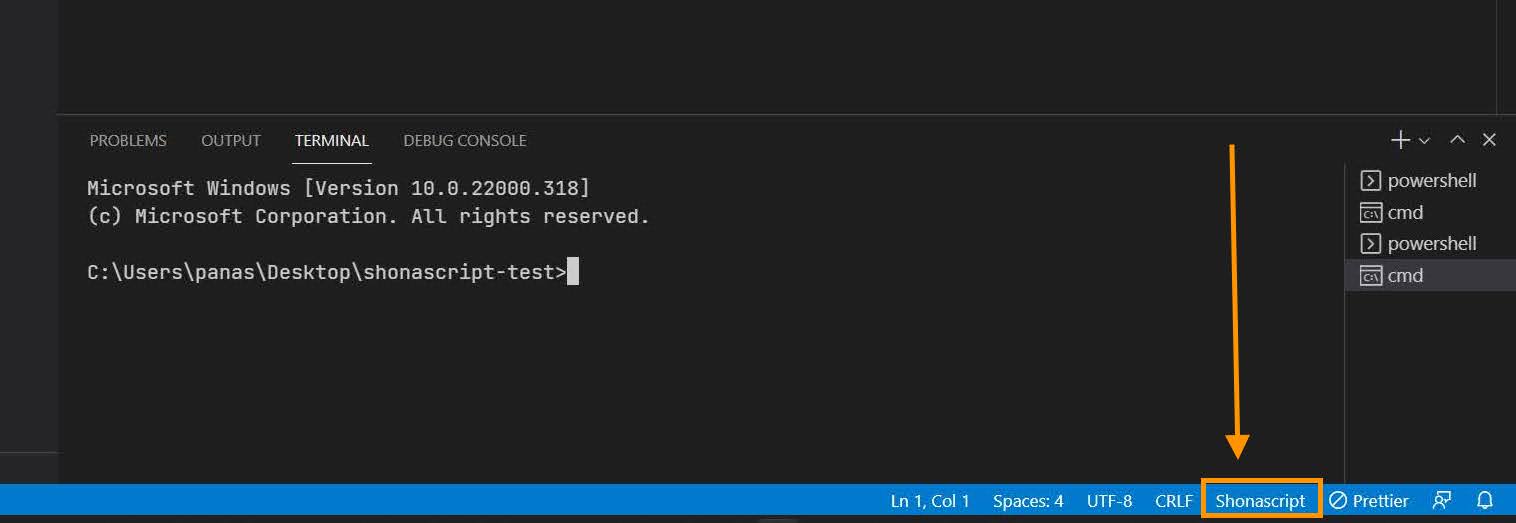 PROBLEMS OUTPUT TERMINAL DEBUG CONSOLE
Microsoft Windows [Version 10.0.22000.318]
(c) Microsoft Corporation. All rights reserved.
C:\Users\panas\Desktop\shonascript-test>
powershell
cmd
powershell
cmd
Ln 1, Col 1 Spaces: 4 UTF-8 CRLF Shonascript Prettier